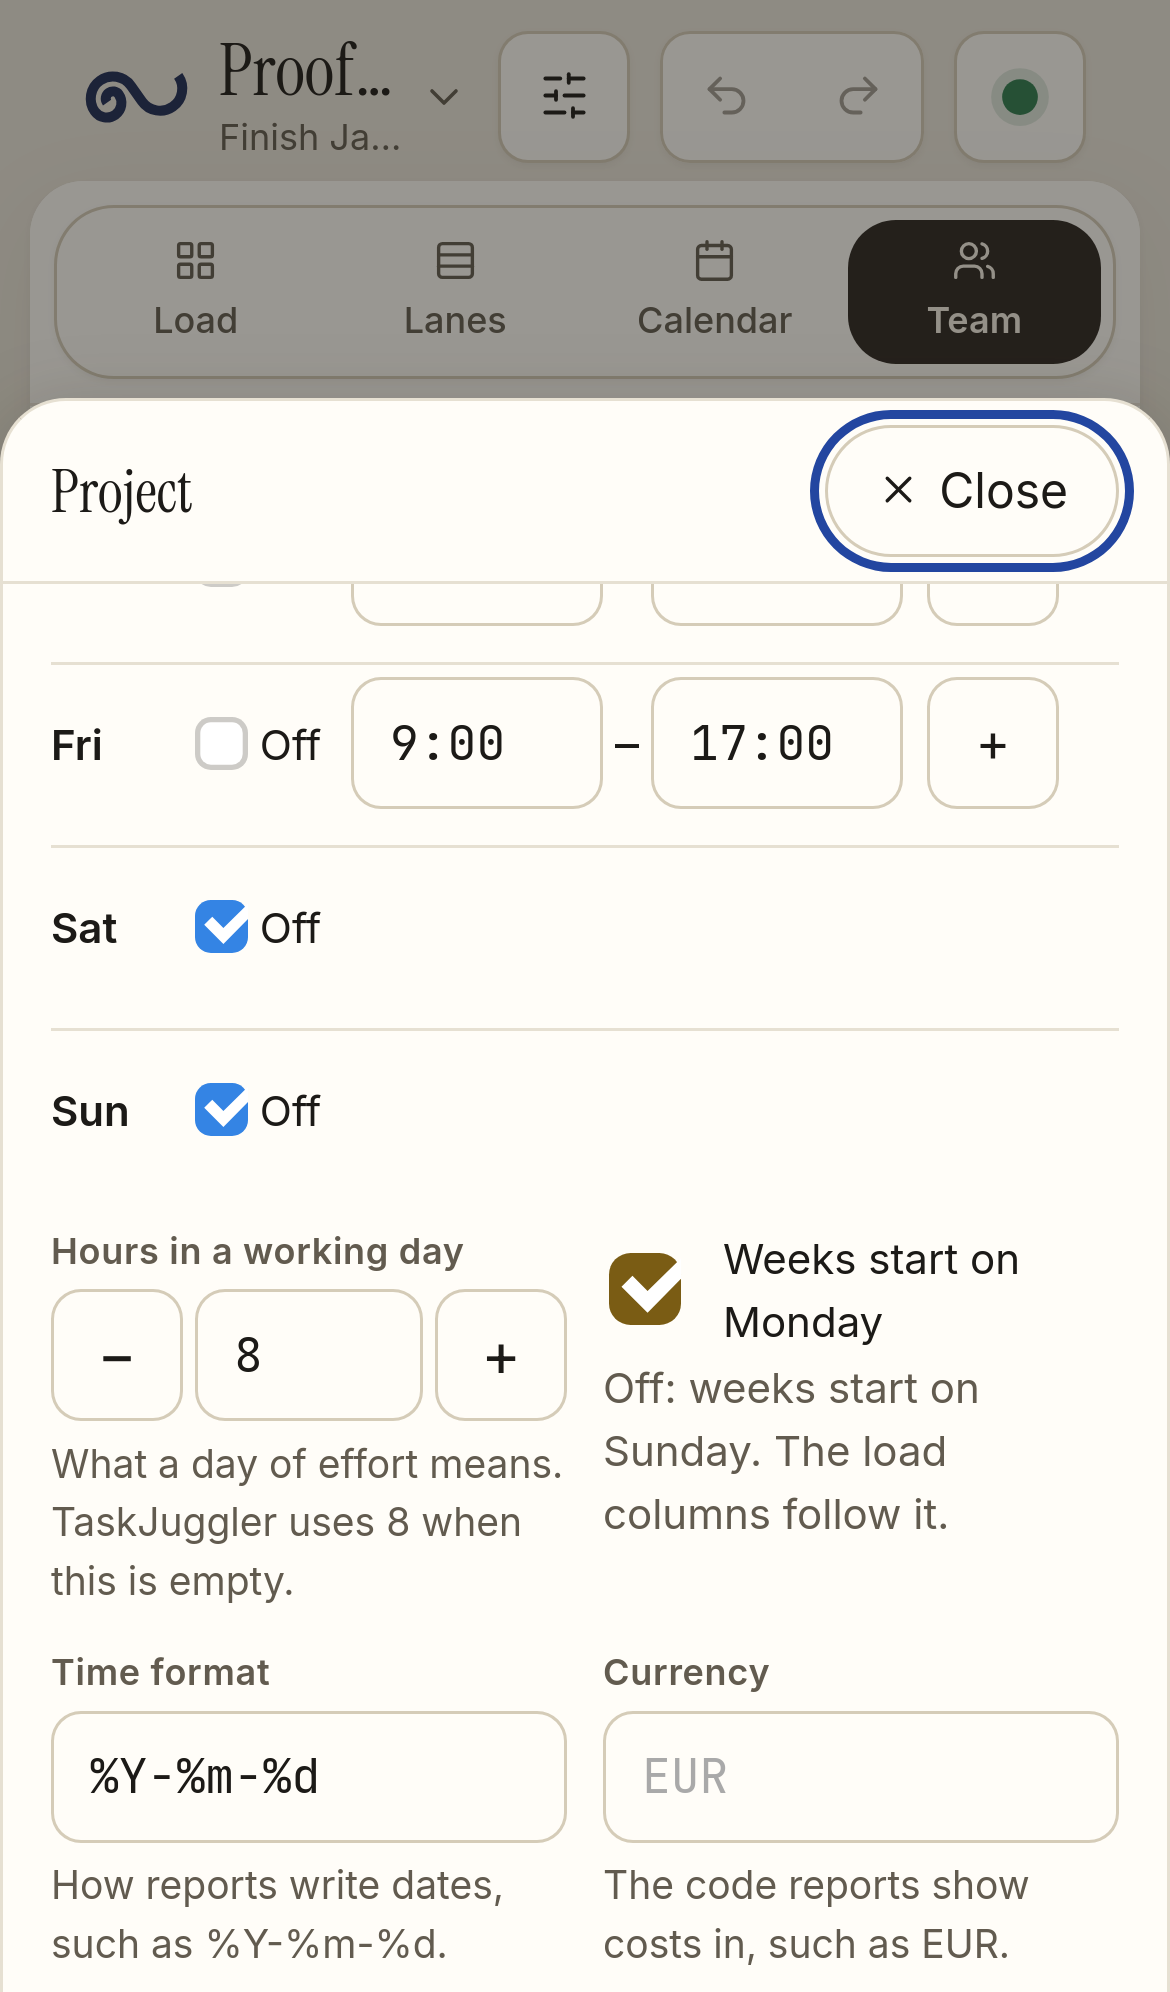 Proof...
Finish Ja...
Load
Lanes
Calendar
Team
Project
Close
Fri
Off
9:00
–
17:00
+
Sat
Off
Sun
Off
Hours in a working day
−
8
+
What a day of effort means.
TaskJuggler uses 8 when
this is empty.
Weeks start on
Monday
Off: weeks start on
Sunday. The load
columns follow it.
Time format
%Y-%m-%d
How reports write dates,
such as %Y-%m-%d.
Currency
EUR
The code reports show
costs in, such as EUR.